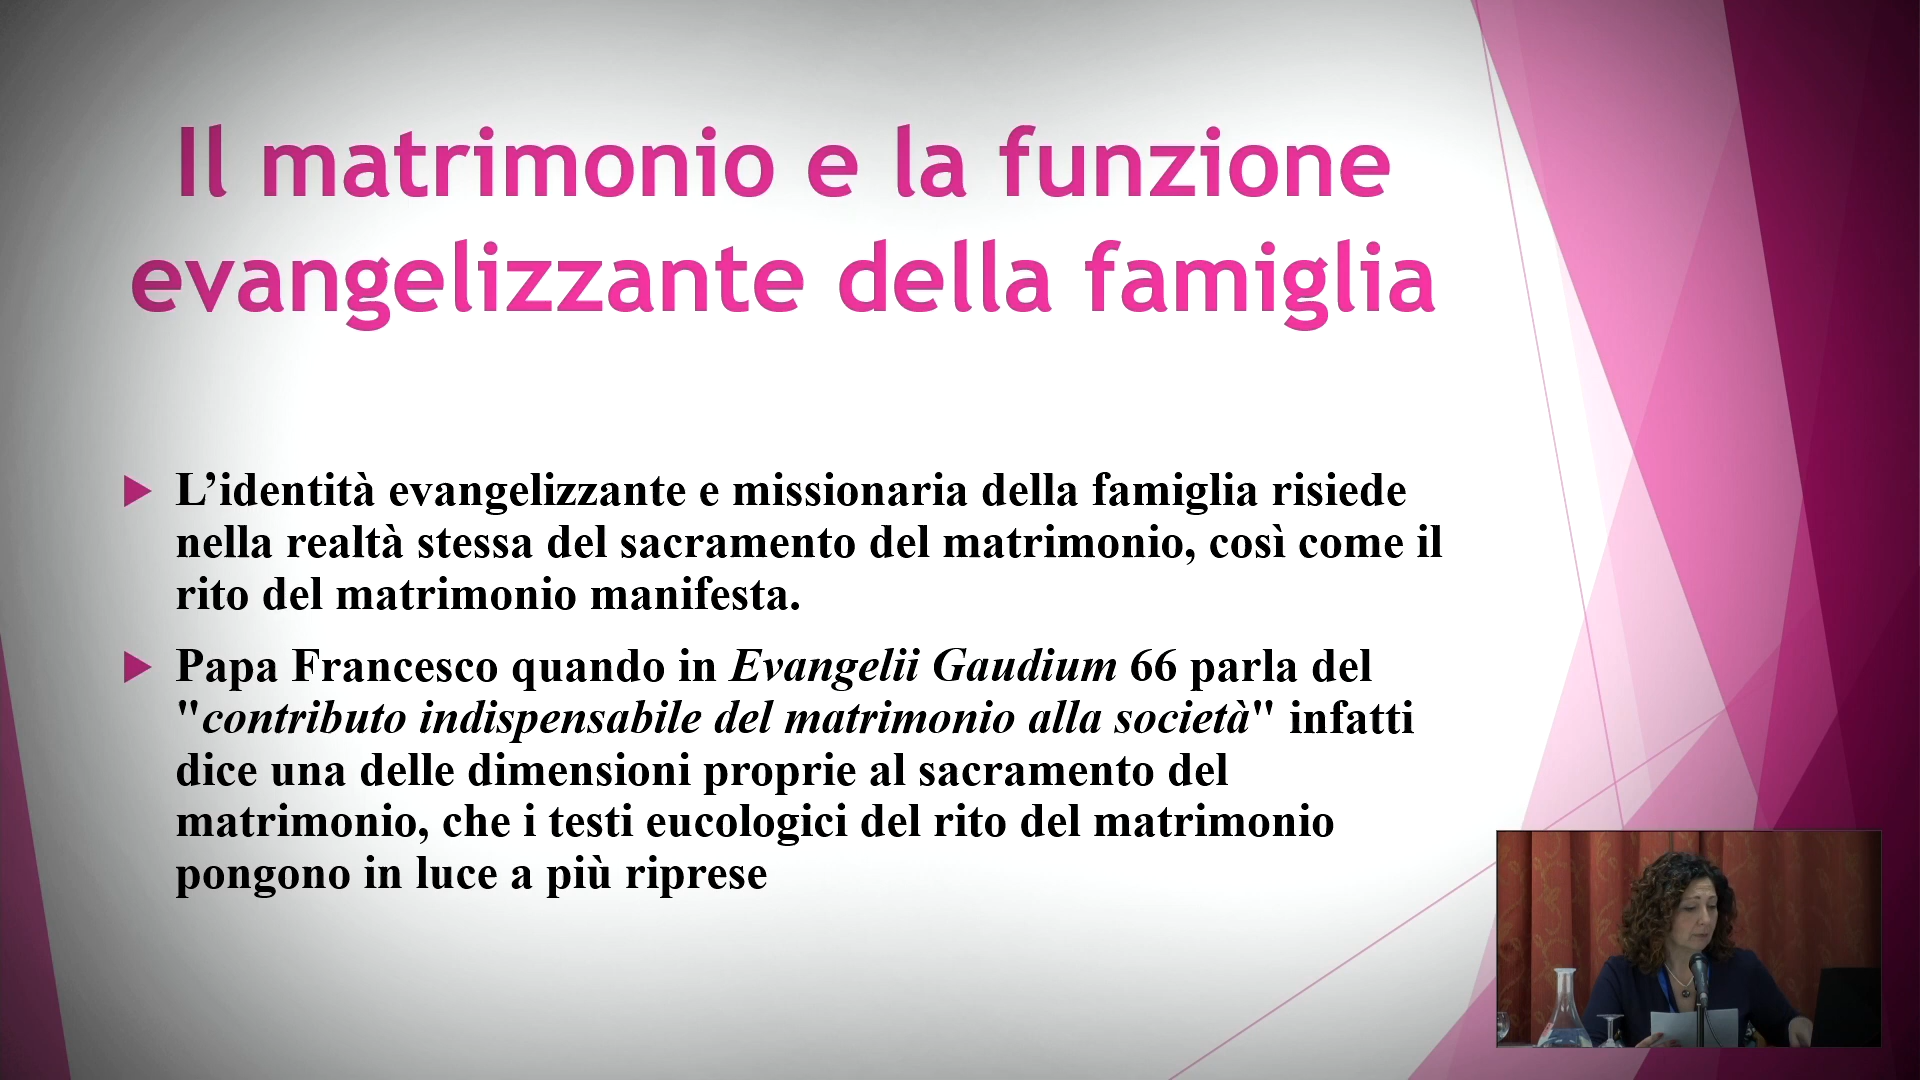 Il matrimonio e la funzione
evangelizzante della famiglia
L’identità evangelizzante e missionaria della famiglia risiede
nella realtà stessa del sacramento del matrimonio, così come il
rito del matrimonio manifesta.
Papa Francesco quando in Evangelii Gaudium 66 parla del
"contributo indispensabile del matrimonio alla società" infatti
dice una delle dimensioni proprie al sacramento del
matrimonio, che i testi eucologici del rito del matrimonio
pongono in luce a più riprese